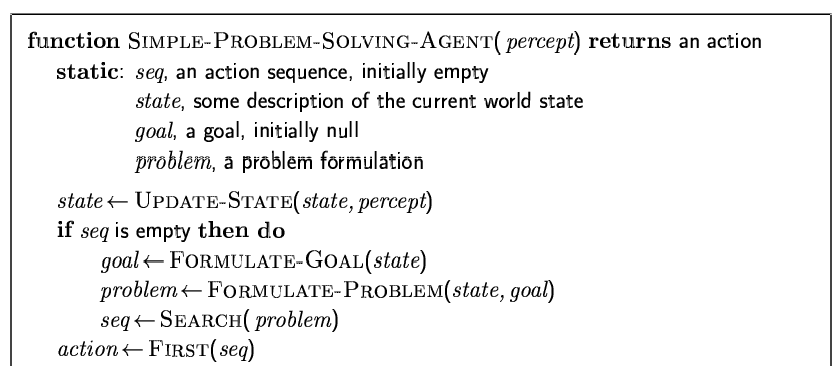 function SIMPLE-PROBLEM-SOLVING-AGENT( percept) returns an action
static: seq, an action sequence, initially empty
state, some description of the current world state
goal, a goal, initially null
problem, a problem formulation
state ← UPDATE-STATE(state, percept)
if seq is empty then do
goal ← FORMULATE-GOAL(state)
problem ← FORMULATE-PROBLEM(state, goal)
seq ← SEARCH( problem)
action ← FIRST(seq)